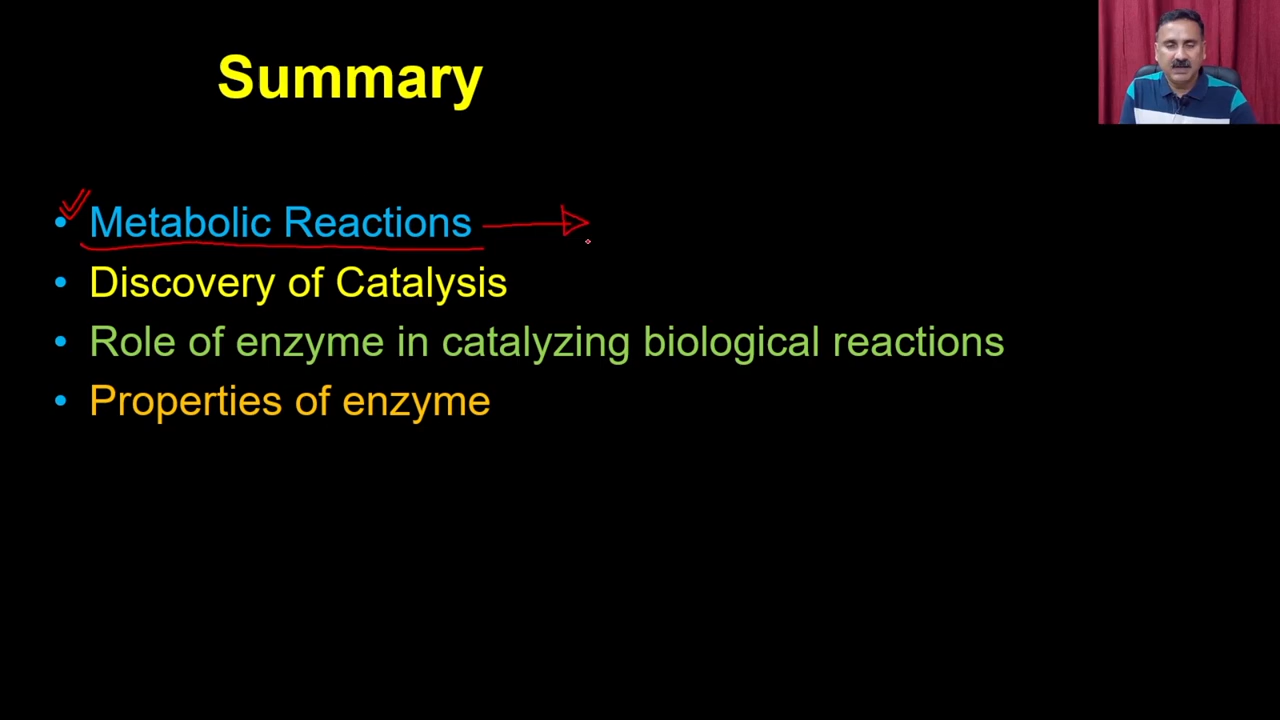 Summary
• Metabolic Reactions
• Discovery of Catalysis
• Role of enzyme in catalyzing biological reactions
• Properties of enzyme